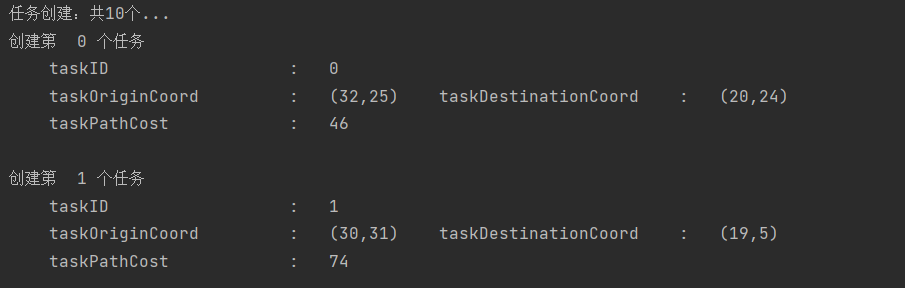 任务创建：共10个...
创建第  0 个任务
    taskID                  :   0
    taskOriginCoord         :   (32,25)    taskDestinationCoord    :   (20,24)
    taskPathCost            :   46
创建第  1 个任务
    taskID                  :   1
    taskOriginCoord         :   (30,31)    taskDestinationCoord    :   (19,5)
    taskPathCost            :   74